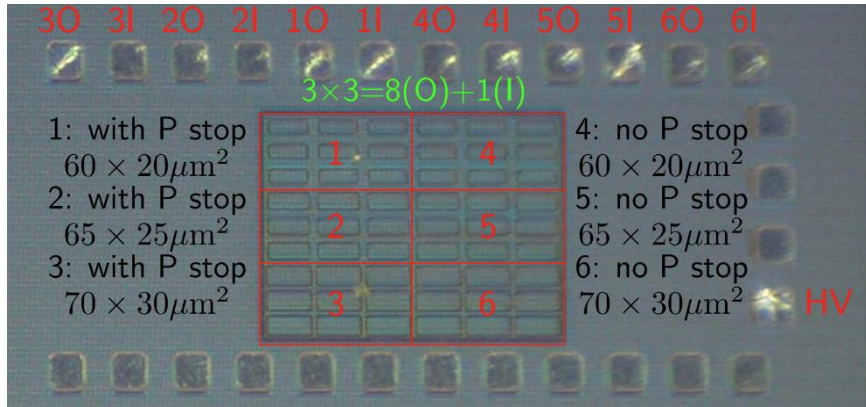 3O 3I 2O 2I 1O 1I 4O 4I 5O 5I 6O 6I
3×3=8(O)+1(I)
1: with P stop
60 × 20μm²
2: with P stop
65 × 25μm²
3: with P stop
70 × 30μm²
1 4
2 5
3 6
4: no P stop
60 × 20μm²
5: no P stop
65 × 25μm²
6: no P stop
70 × 30μm²
HV